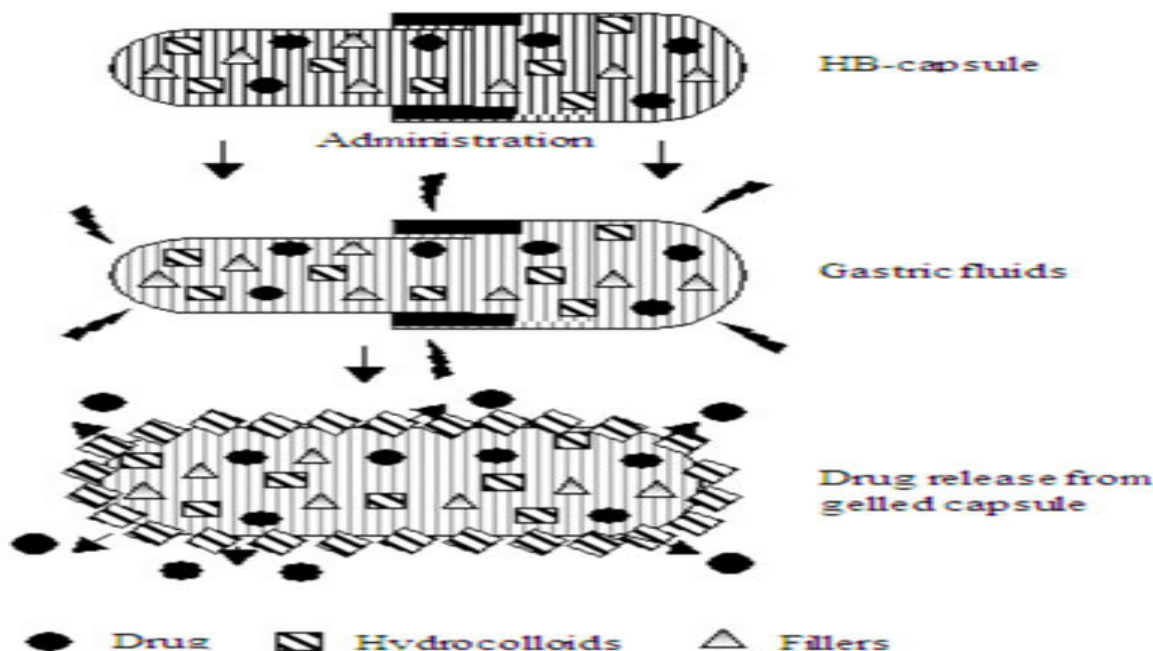 HB-capsule
Administration
Gastric fluids
Drug release from
gelled capsule
Drug Hydrocolloids Fillers